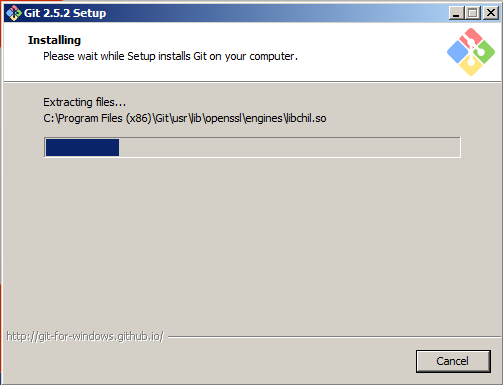 Git 2.5.2 Setup
Installing
Please wait while Setup installs Git on your computer.
Extracting files...
C:\Program Files (x86)\Git\usr\lib\openssl\engines\libchil.so
http://git-for-windows.github.io/
Cancel